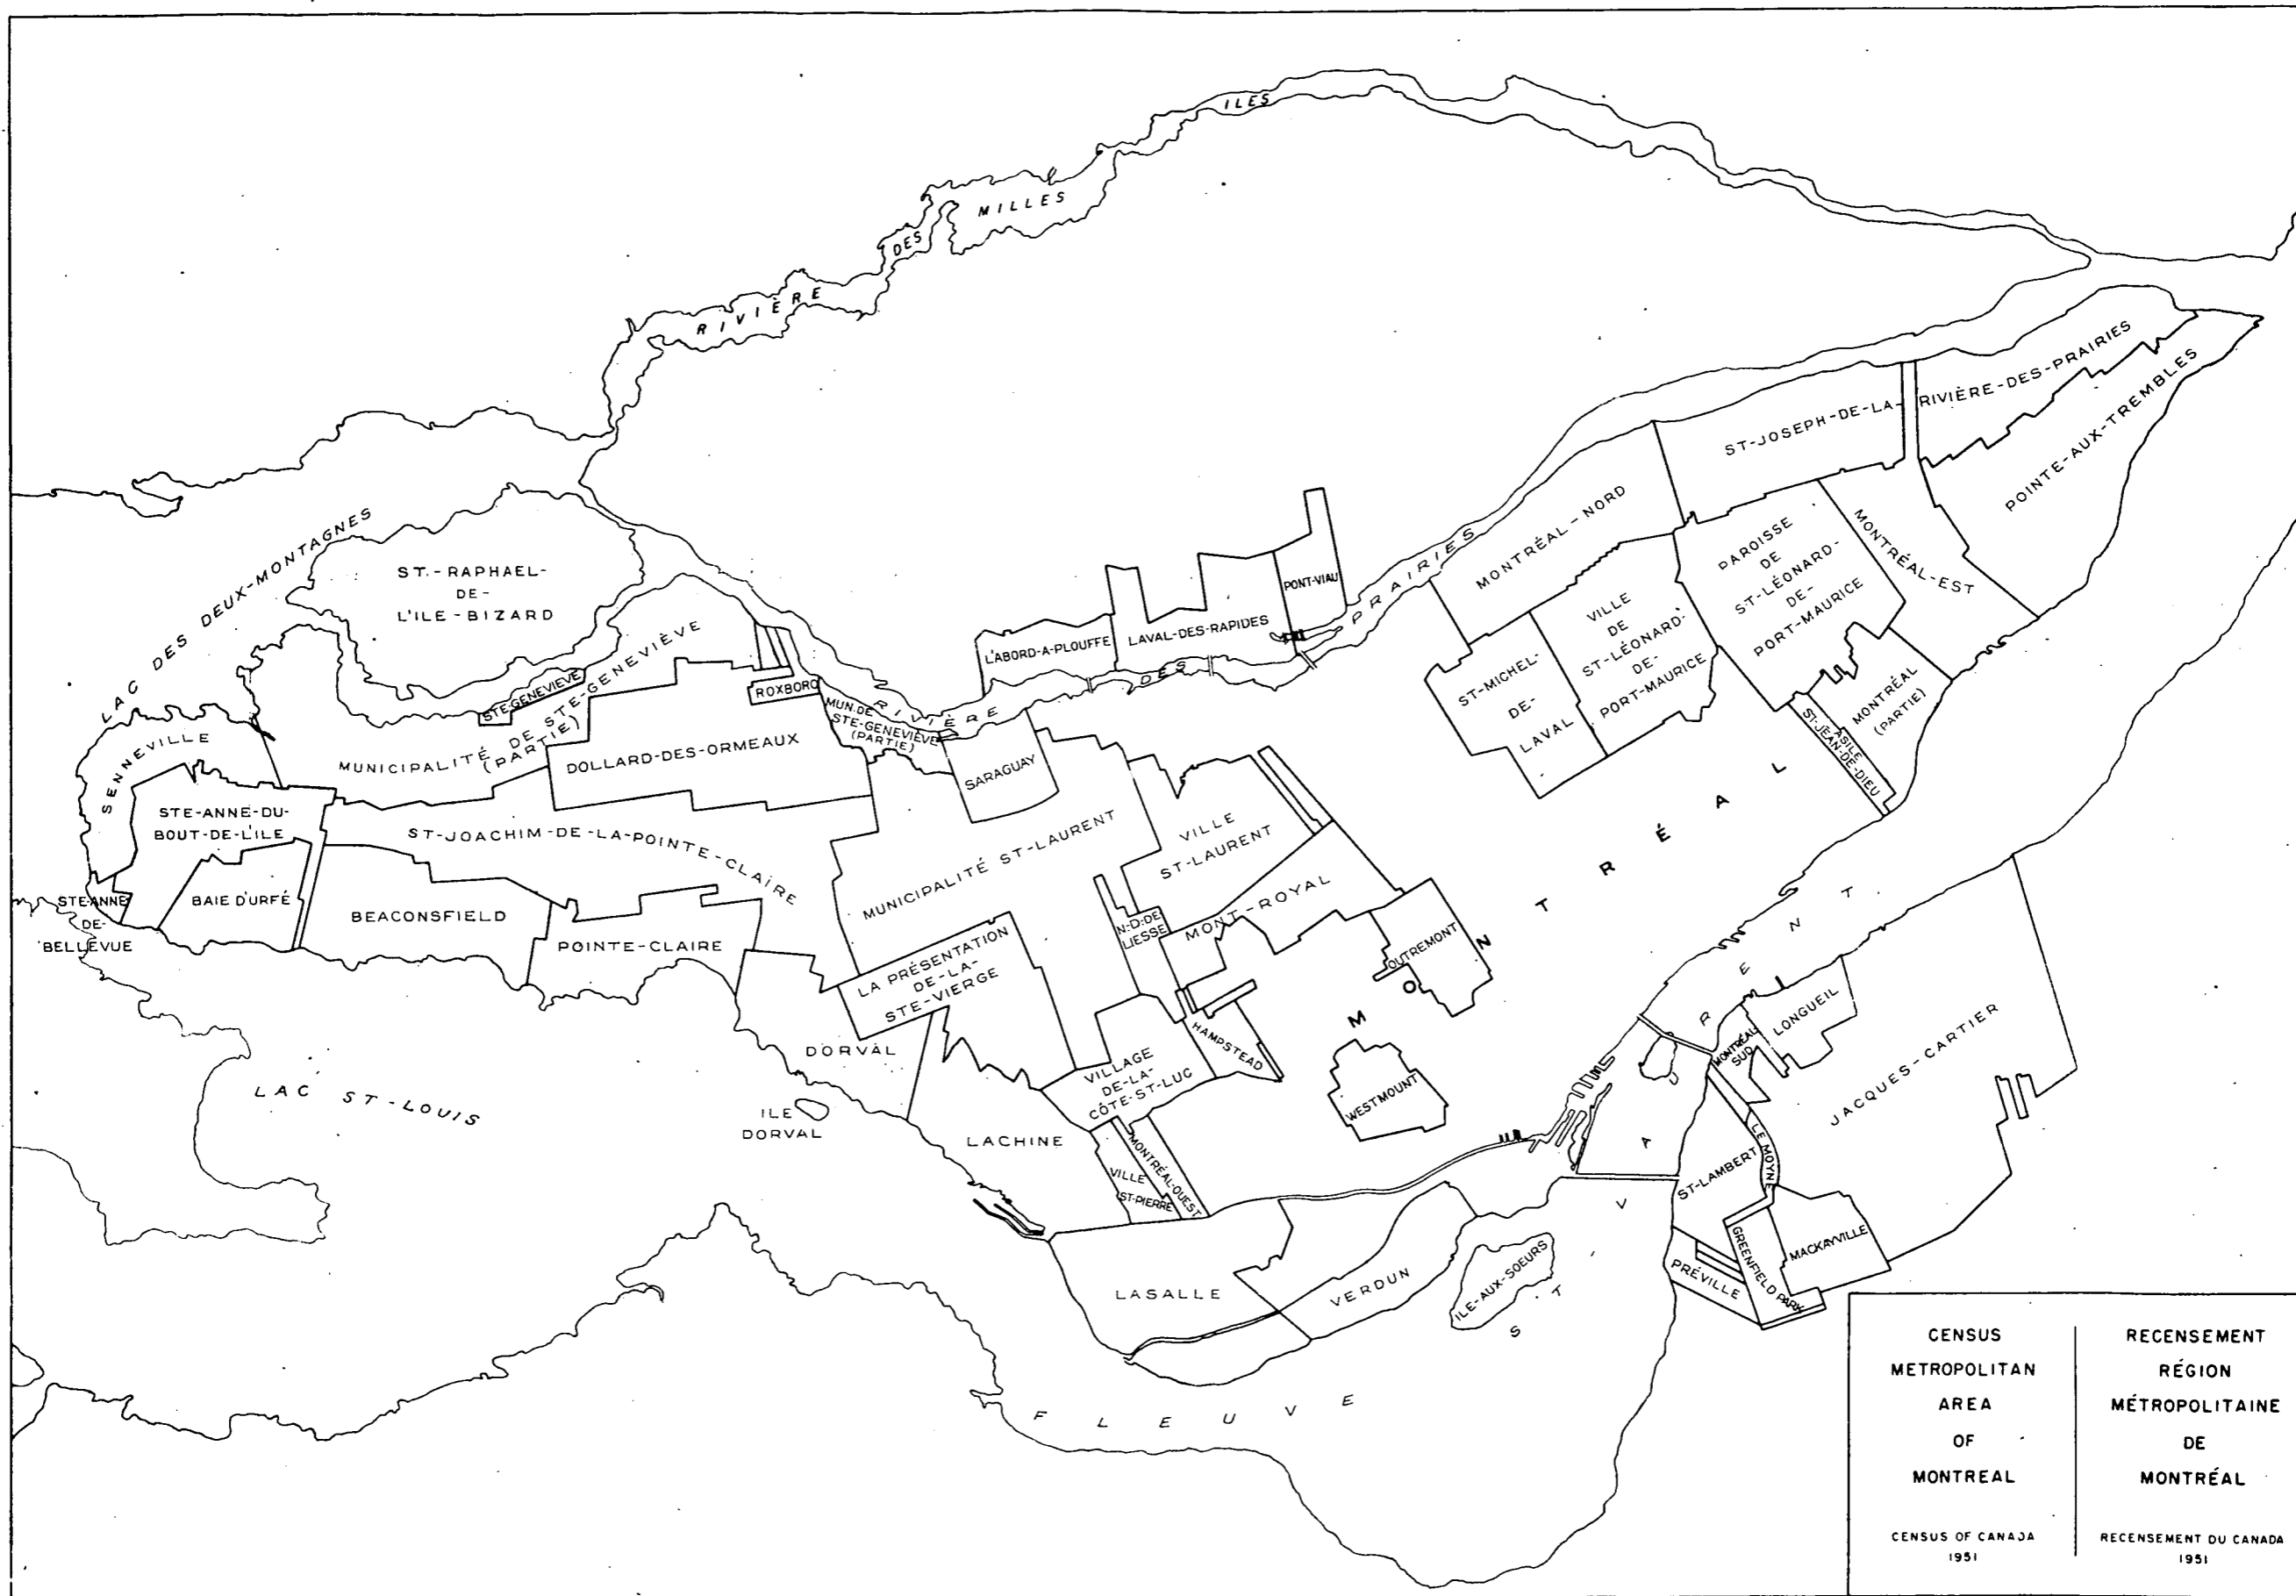 ILES
MILLES
DES
RIVIÈRE
LAC DES DEUX-MONTAGNES
ST.-RAPHAEL-
DE-
L'ILE-BIZARD
STE-GENEVIÈVE
MUNICIPALITÉ DE STE-GENEVIÈVE
(PARTIE)
ROXBORO
MUN. DE
STE-GENEVIÈVE
(PARTIE)
RIVIÈRE
DES
PRAIRIES
SENNEVILLE
STE-ANNE-DU-
BOUT-DE-L'ILE
DOLLARD-DES-ORMEAUX
ST-JOACHIM-DE-LA-POINTE-CLAIRE
STE-ANNE
DE-
BELLEVUE
BAIE D'URFÉ
BEACONSFIELD
POINTE-CLAIRE
L'ABORD-A-PLOUFFE
LAVAL-DES-RAPIDES
PONT-VIAU
SARAGUAY
MUNICIPALITÉ ST-LAURENT
VILLE
ST-LAURENT
MONT-ROYAL
N-D-DE
LIESSE
LA PRÉSENTATION
DE-LA-
STE-VIERGE
DORVAL
ILE
DORVAL
LAC ST-LOUIS
LACHINE
VILLAGE
DE-LA-
CÔTE-ST-LUC
HAMPSTEAD
OUTREMONT
WESTMOUNT
MONTRÉAL
MONTRÉAL-OUEST
VILLE
ST-PIERRE
LASALLE
VERDUN
ILE-AUX-SOEURS
MONTRÉAL-NORD
ST-MICHEL-
DE-
LAVAL
VILLE
DE
ST-LÉONARD-
DE-
PORT-MAURICE
PAROISSE
DE
ST-LÉONARD-
DE-
PORT-MAURICE
ST-JOSEPH-DE-LA-RIVIÈRE-DES-PRAIRIES
POINTE-AUX-TREMBLES
MONTRÉAL-EST
MONTRÉAL
(PARTIE)
ASILE
ST-JEAN-DE-DIEU
FLEUVE ST-LAURENT
LONGUEIL
MONTRÉAL
SUD
JACQUES-CARTIER
LE MOYNE
ST-LAMBERT
GREENFIELD PARK
MACKAYVILLE
PRÉVILLE
CENSUS
METROPOLITAN
AREA
OF
MONTREAL
CENSUS OF CANADA
1951
RECENSEMENT
RÉGION
MÉTROPOLITAINE
DE
MONTRÉAL
RECENSEMENT DU CANADA
1951